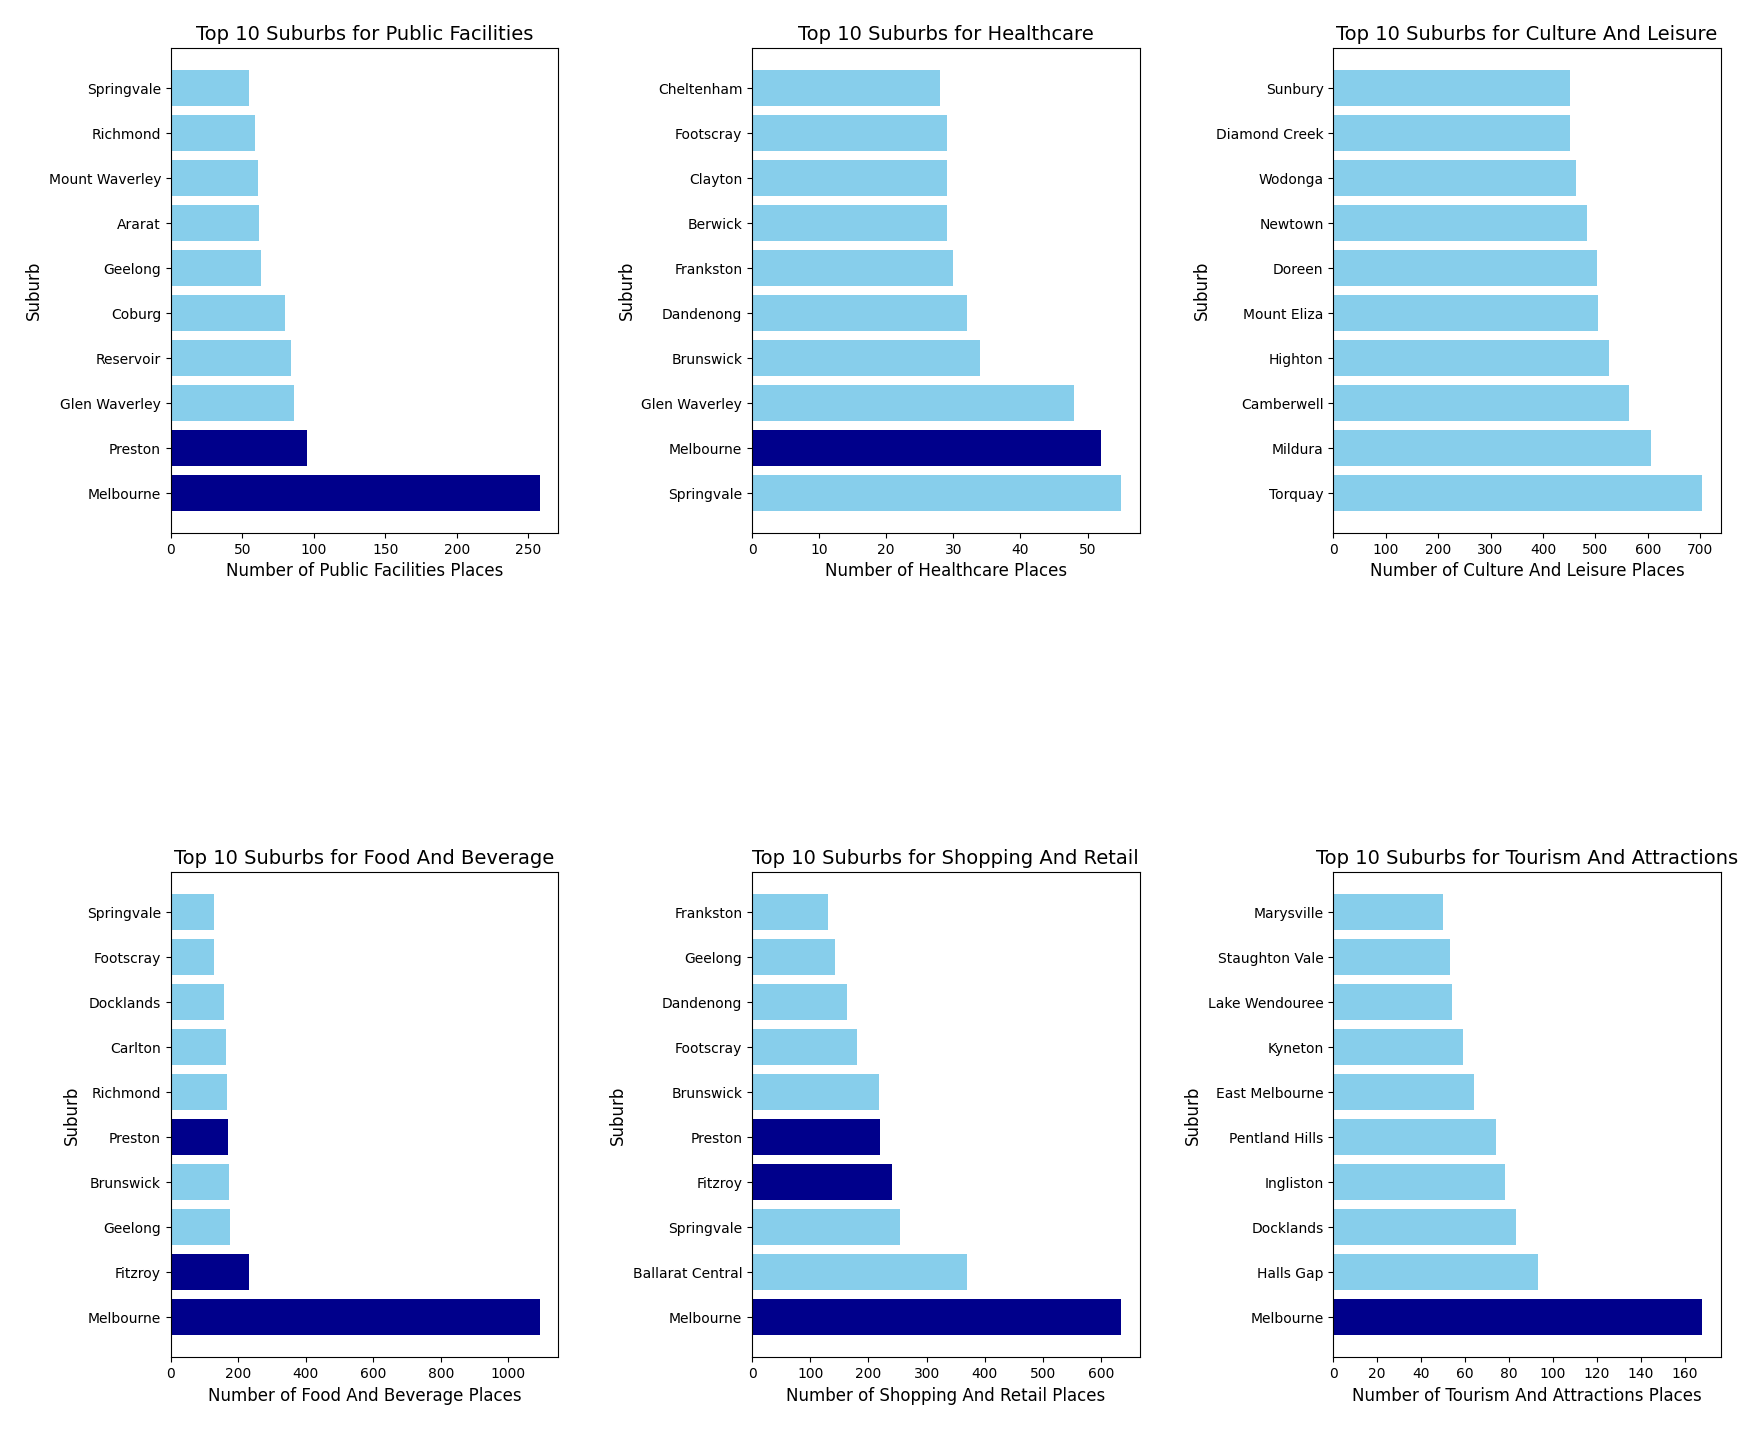 Top 10 Suburbs for Public Facilities
Suburb
Springvale
Richmond
Mount Waverley
Ararat
Geelong
Coburg
Reservoir
Glen Waverley
Preston
Melbourne
0 50 100 150 200 250
Number of Public Facilities Places
Top 10 Suburbs for Healthcare
Suburb
Cheltenham
Footscray
Clayton
Berwick
Frankston
Dandenong
Brunswick
Glen Waverley
Melbourne
Springvale
0 10 20 30 40 50
Number of Healthcare Places
Top 10 Suburbs for Culture And Leisure
Suburb
Sunbury
Diamond Creek
Wodonga
Newtown
Doreen
Mount Eliza
Highton
Camberwell
Mildura
Torquay
0 100 200 300 400 500 600 700
Number of Culture And Leisure Places
Top 10 Suburbs for Food And Beverage
Suburb
Springvale
Footscray
Docklands
Carlton
Richmond
Preston
Brunswick
Geelong
Fitzroy
Melbourne
0 200 400 600 800 1000
Number of Food And Beverage Places
Top 10 Suburbs for Shopping And Retail
Suburb
Frankston
Geelong
Dandenong
Footscray
Brunswick
Preston
Fitzroy
Springvale
Ballarat Central
Melbourne
0 100 200 300 400 500 600
Number of Shopping And Retail Places
Top 10 Suburbs for Tourism And Attractions
Suburb
Marysville
Staughton Vale
Lake Wendouree
Kyneton
East Melbourne
Pentland Hills
Ingliston
Docklands
Halls Gap
Melbourne
0 20 40 60 80 100 120 140 160
Number of Tourism And Attractions Places